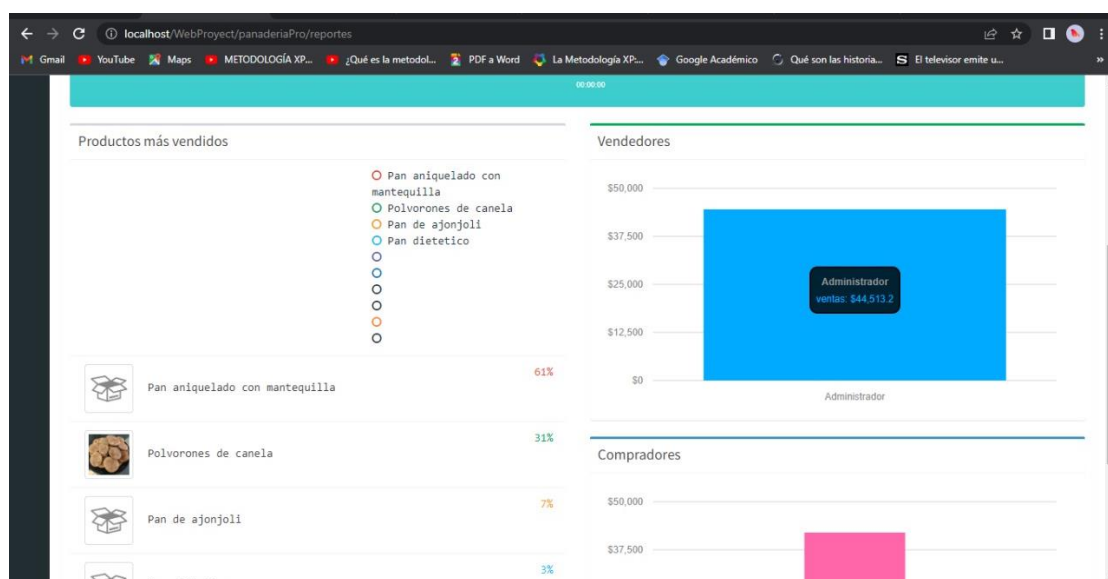 localhost/WebProyect/panaderiaPro/reportes
Gmail YouTube Maps METODOLOGÍA XP... ¿Qué es la metodol... PDF a Word La Metodología XP:... Google Académico Qué son las historia... El televisor emite u... »
00:00:00
Productos más vendidos
Pan aniquelado con
mantequilla
Polvorones de canela
Pan de ajonjoli
Pan dietetico
Pan aniquelado con mantequilla 61%
Polvorones de canela 31%
Pan de ajonjoli 7%
3%
Vendedores
$50,000
$37,500
$25,000
$12,500
$0
Administrador
ventas: $44,513.2
Administrador
Compradores
$50,000
$37,500